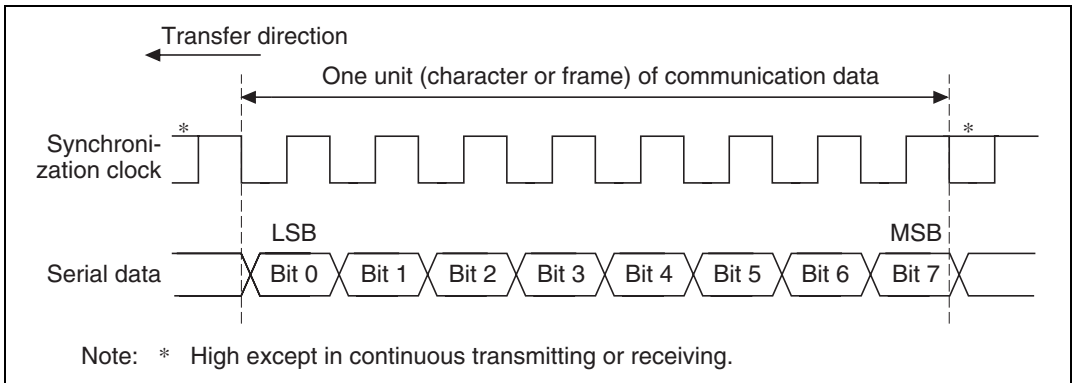 Transfer direction
One unit (character or frame) of communication data
*
*
Synchroni-
zation clock
LSB
MSB
Serial data
Bit 0
Bit 1
Bit 2
Bit 3
Bit 4
Bit 5
Bit 6
Bit 7
Note: * High except in continuous transmitting or receiving.